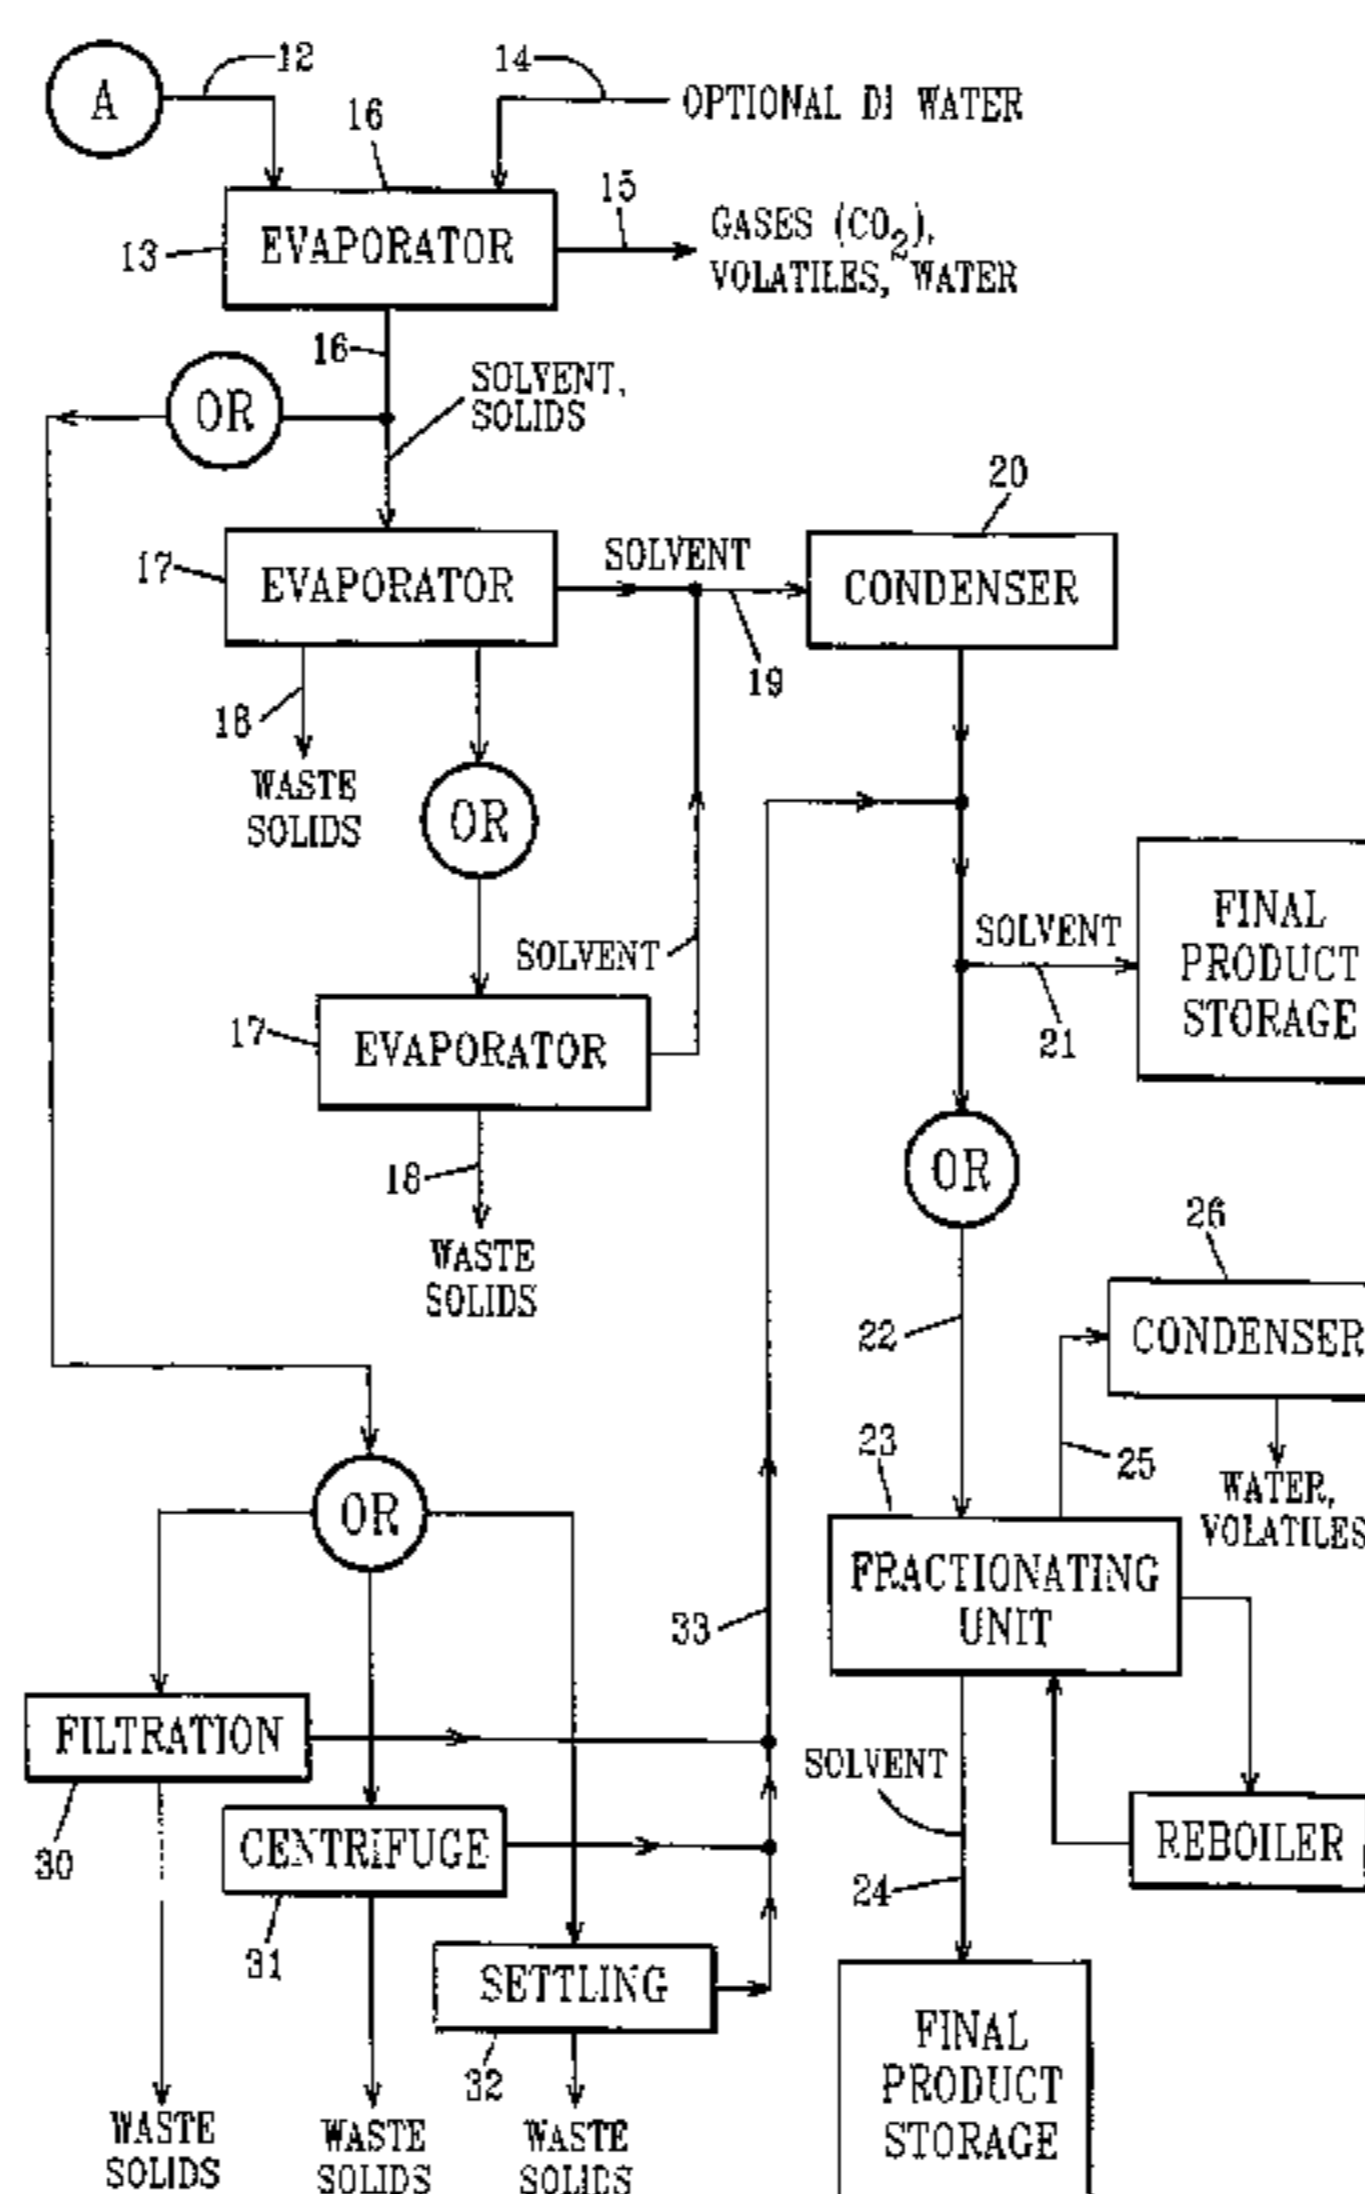 A
12
14
OPTIONAL DI WATER
16
13
EVAPORATOR
15
GASES (CO2),
VOLATILES, WATER
16
OR
SOLVENT,
SOLIDS
20
17
EVAPORATOR
SOLVENT
19
CONDENSER
18
WASTE
SOLIDS
OR
SOLVENT
SOLVENT
21
FINAL
PRODUCT
STORAGE
17
EVAPORATOR
18
WASTE
SOLIDS
OR
22
26
CONDENSER
25
WATER,
VOLATILES
23
FRACTIONATING
UNIT
OR
33
FILTRATION
30
CENTRIFUGE
31
SETTLING
32
SOLVENT
24
REBOILER
FINAL
PRODUCT
STORAGE
WASTE
SOLIDS
WASTE
SOLIDS
WASTE
SOLIDS